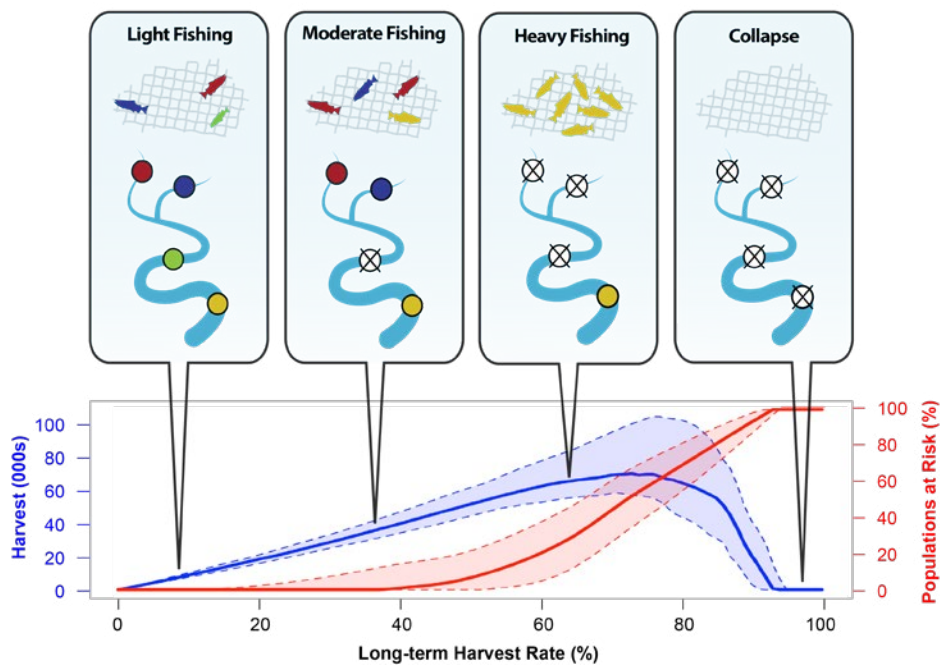 Light Fishing
Moderate Fishing
Heavy Fishing
Collapse
Harvest (000s)
100
80
60
40
20
0
100
80
60
40
20
0
Populations at Risk (%)
0 20 40 60 80 100
Long-term Harvest Rate (%)